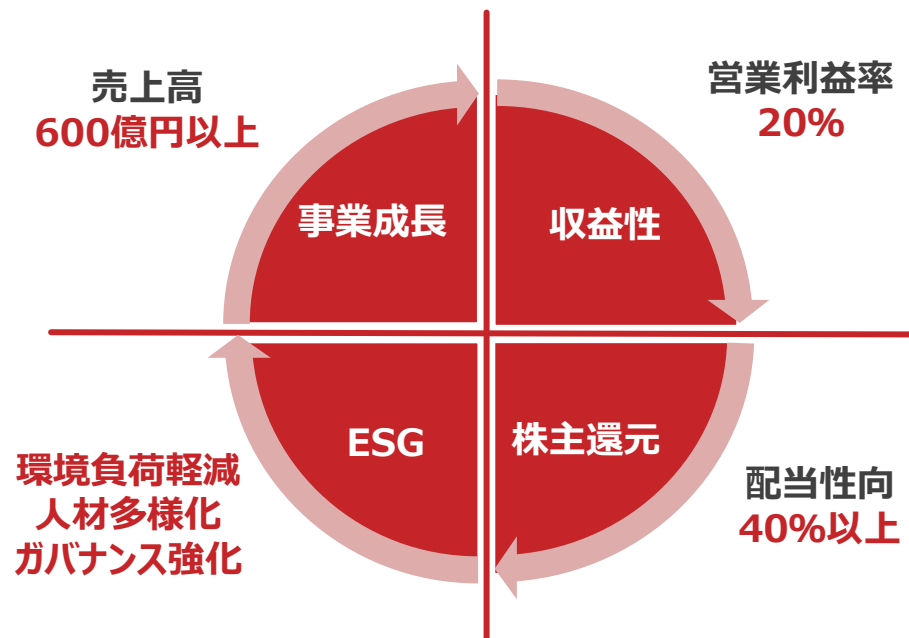 売上高
600億円以上
営業利益率
20%
事業成長
収益性
ESG
株主還元
環境負荷軽減
人材多様化
ガバナンス強化
配当性向
40%以上